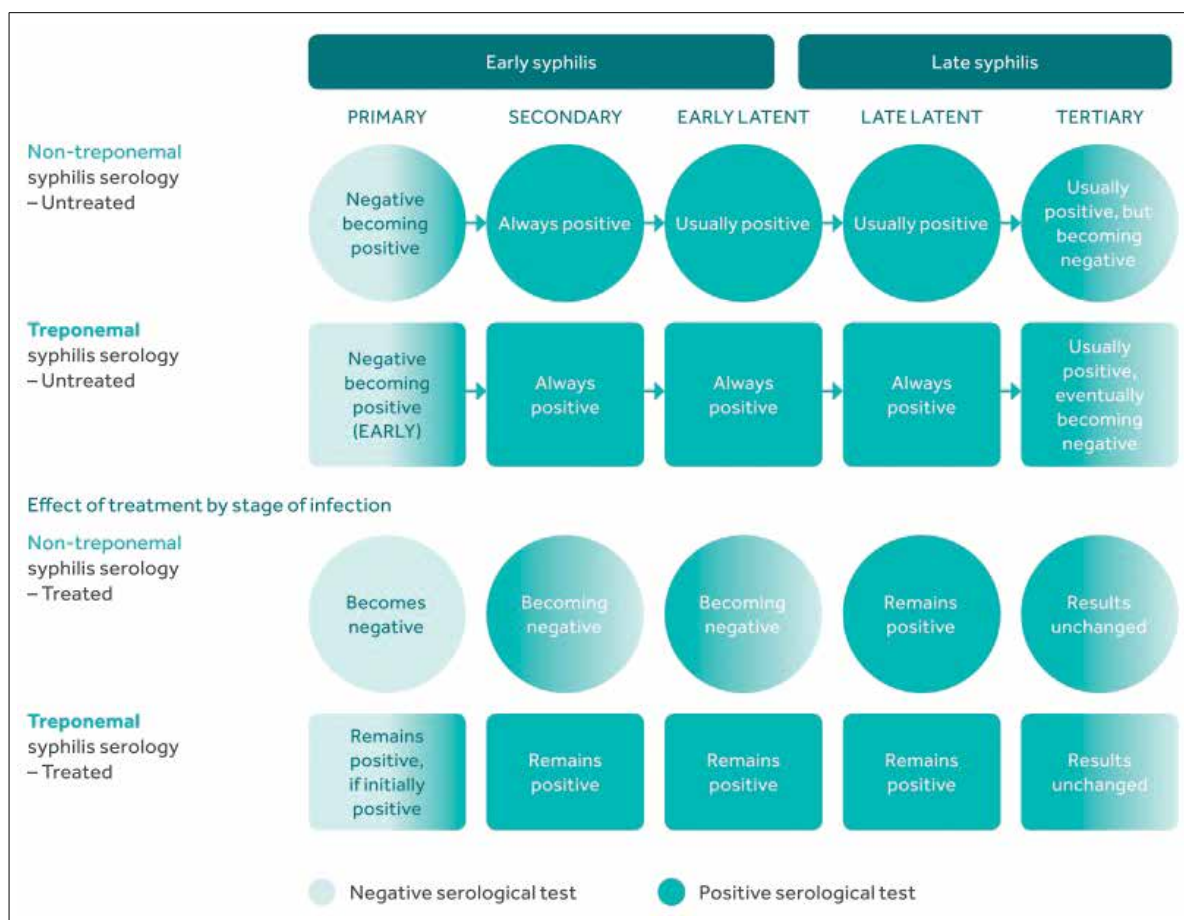 Early syphilis
Late syphilis
PRIMARY
SECONDARY
EARLY LATENT
LATE LATENT
TERTIARY
Non-treponemal
syphilis serology
– Untreated
Negative
becoming
positive
Always positive
Usually positive
Usually positive
Usually
positive, but
becoming
negative
Treponemal
syphilis serology
– Untreated
Negative
becoming
positive
(EARLY)
Always
positive
Always
positive
Always
positive
Usually
positive,
eventually
becoming
negative
Effect of treatment by stage of infection
Non-treponemal
syphilis serology
– Treated
Becomes
negative
Becoming
negative
Becoming
negative
Remains
positive
Results
unchanged
Treponemal
syphilis serology
– Treated
Remains
positive,
if initially
positive
Remains
positive
Remains
positive
Remains
positive
Results
unchanged
Negative serological test
Positive serological test